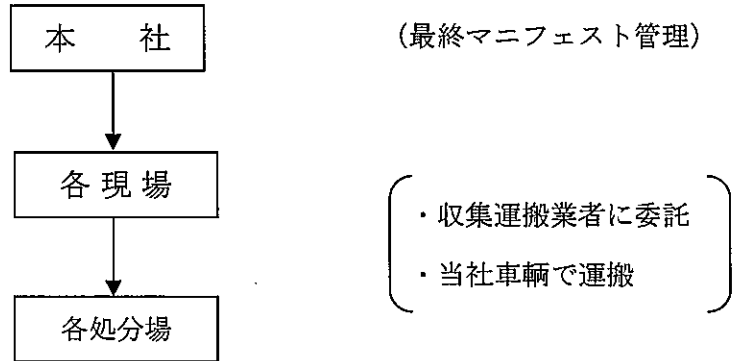 本　　社
(最終マニフェスト管理)
各 現 場
・収集運搬業者に委託
・当社車輌で運搬
各処分場